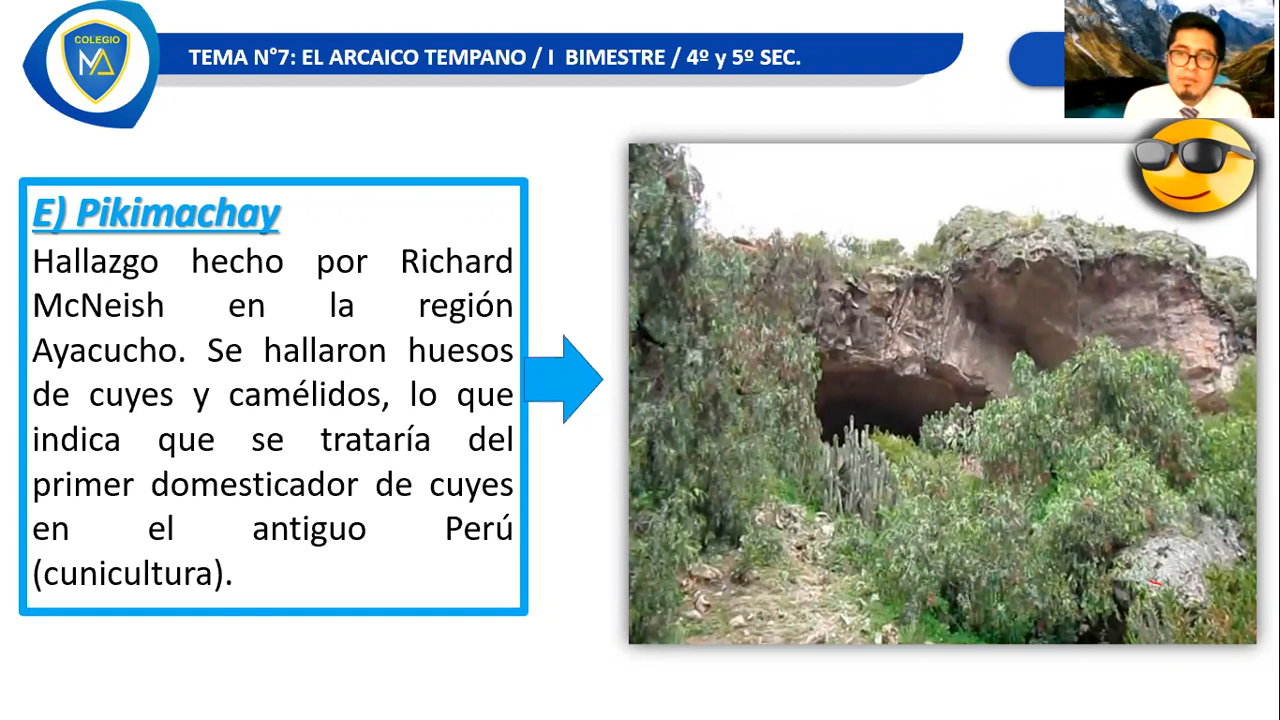 COLEGIO
MA
TEMA N°7: EL ARCAICO TEMPANO / I BIMESTRE / 4º y 5º SEC.
E) Pikimachay
Hallazgo hecho por Richard
McNeish en la región
Ayacucho. Se hallaron huesos
de cuyes y camélidos, lo que
indica que se trataría del
primer domesticador de cuyes
en el antiguo Perú
(cunicultura).